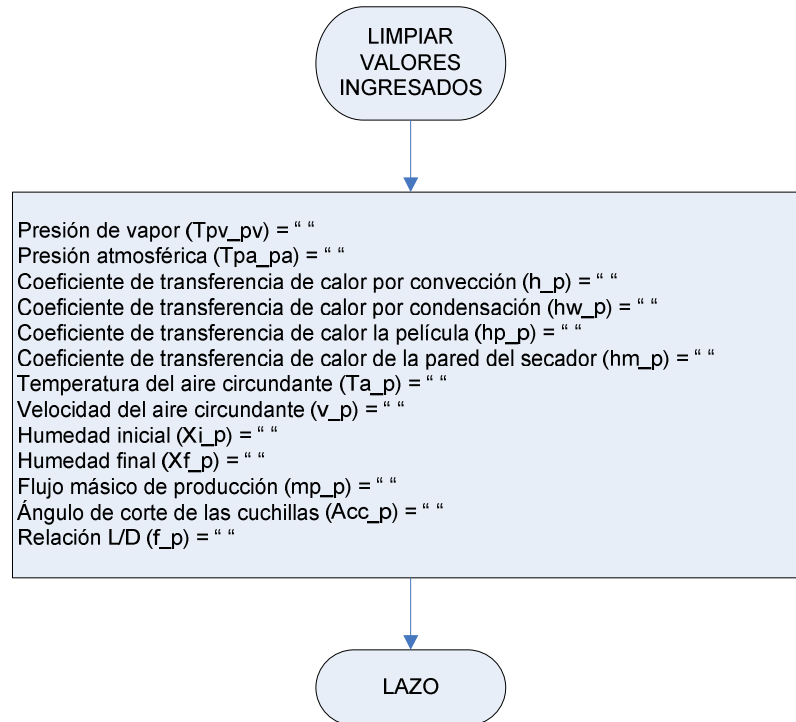 LIMPIAR
VALORES
INGRESADOS
Presión de vapor (Tpv_pv) = “ “
Presión atmosférica (Tpa_pa) = “ “
Coeficiente de transferencia de calor por convección (h_p) = “ “
Coeficiente de transferencia de calor por condensación (hw_p) = “ “
Coeficiente de transferencia de calor la película (hp_p) = “ “
Coeficiente de transferencia de calor de la pared del secador (hm_p) = “ “
Temperatura del aire circundante (Ta_p) = “ “
Velocidad del aire circundante (v_p) = “ “
Humedad inicial (Xi_p) = “ “
Humedad final (Xf_p) = “ “
Flujo másico de producción (mp_p) = “ “
Ángulo de corte de las cuchillas (Acc_p) = “ “
Relación L/D (f_p) = “ “
LAZO